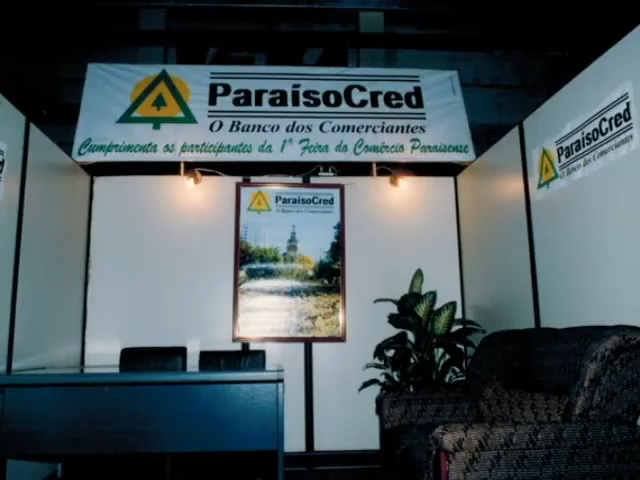 ParaísoCred
O Banco dos Comerciantes
Cumprimenta os participantes da 1ª Feira do Comércio Paraisense
ParaísoCred
O Banco dos Comerciantes
ParaísoCred
O Banco dos Comerciantes